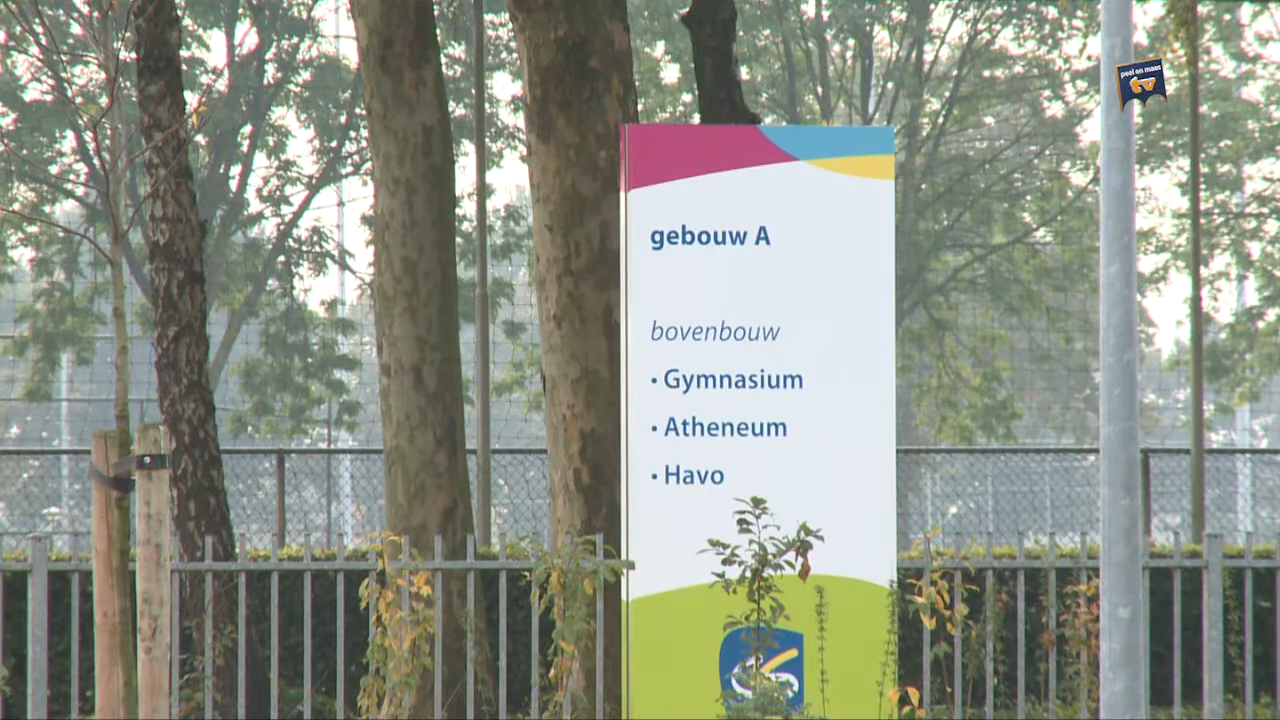 peel en maas
tv
gebouw A
bovenbouw
• Gymnasium
• Atheneum
• Havo